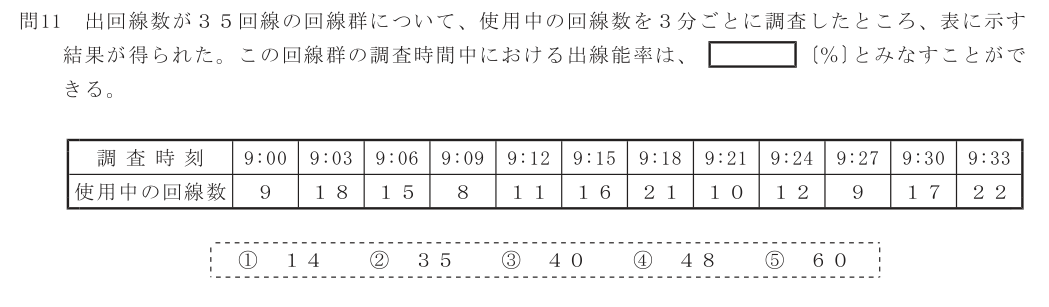 問11　出回線数が３５回線の回線群について、使用中の回線数を３分ごとに調査したところ、表に示す
結果が得られた。この回線群の調査時間中における出線能率は、　　　　〔％〕とみなすことがで
きる。
調査時刻　9：00　9：03　9：06　9：09　9：12　9：15　9：18　9：21　9：24　9：27　9：30　9：33
使用中の回線数　９　１８　１５　８　１１　１６　２１　１０　１２　９　１７　２２
①　１４　②　３５　③　４０　④　４８　⑤　６０